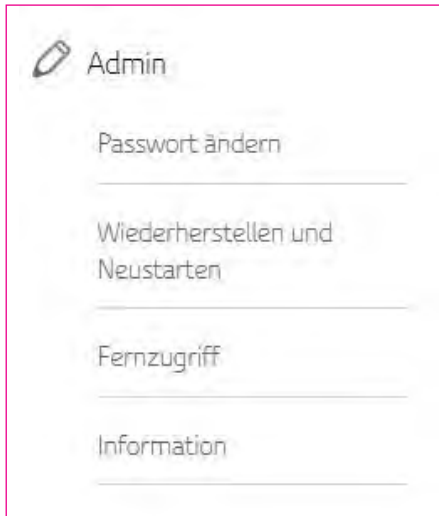 Admin
Passwort ändern
Wiederherstellen und
Neustarten
Fernzugriff
Information